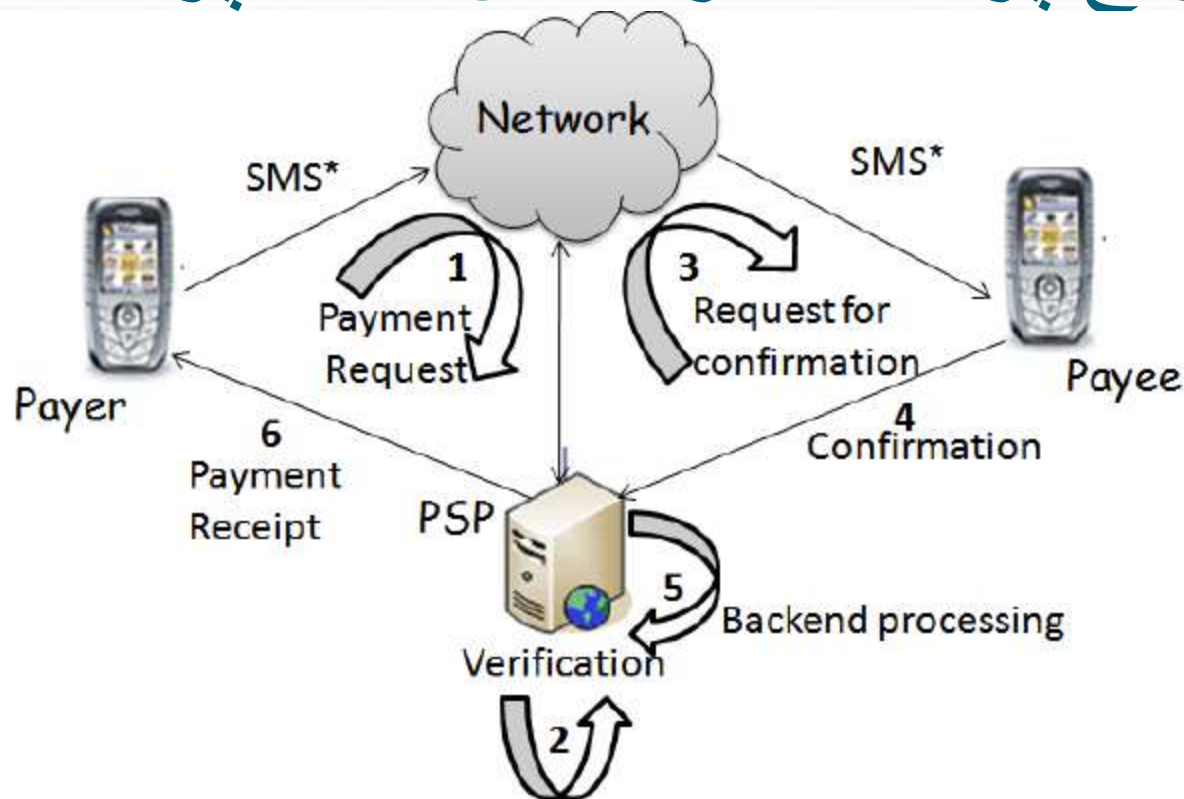 Network
SMS*
SMS*
1
Payment
Request
3
Request for
confirmation
Payer
Payee
4
Confirmation
6
Payment
Receipt
PSP
5
Backend processing
Verification
2